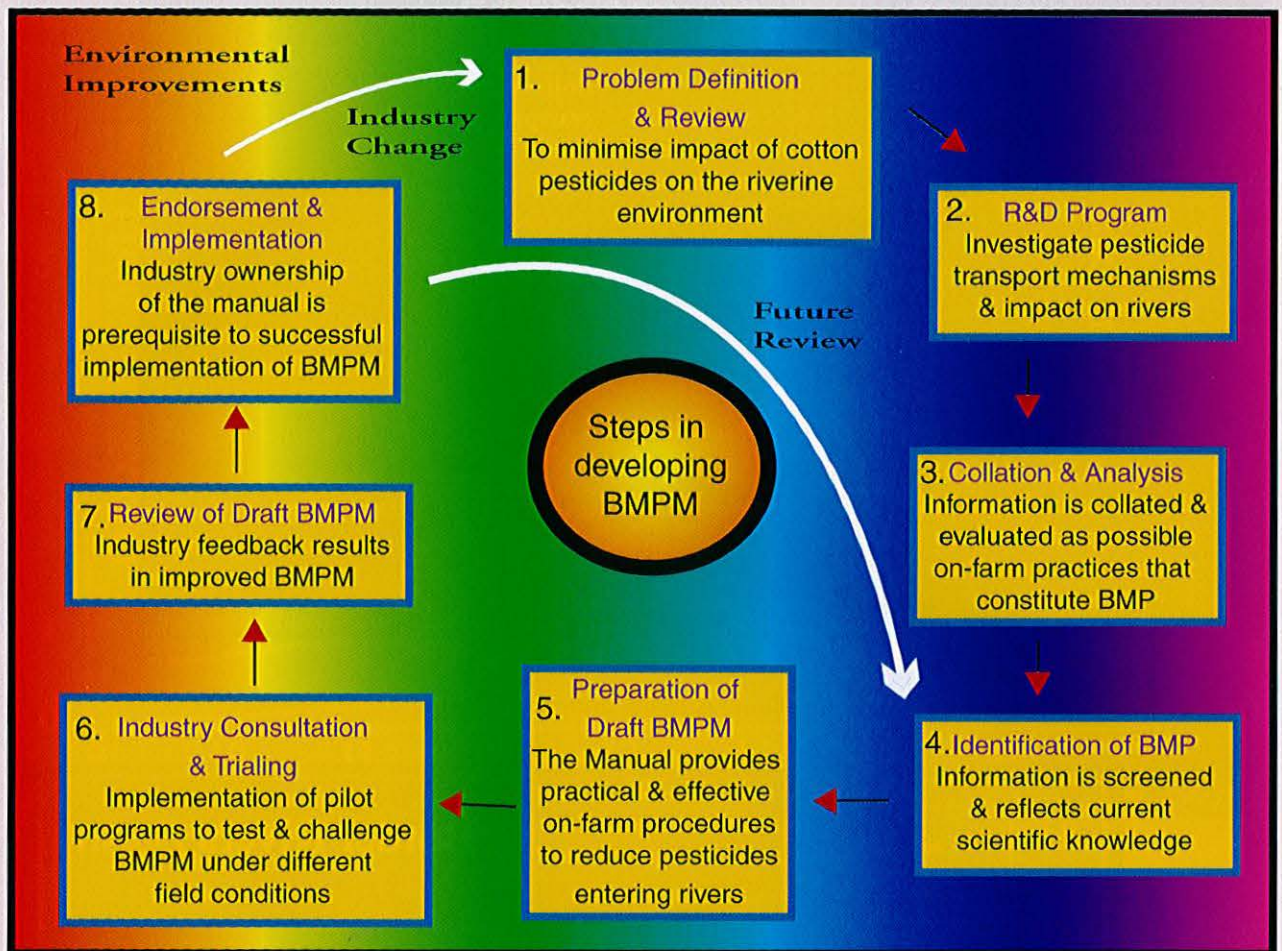 Environmental
Improvements
Industry
Change
1. Problem Definition
& Review
To minimise impact of cotton
pesticides on the riverine
environment
2. R&D Program
Investigate pesticide
transport mechanisms
& impact on rivers
3. Collation & Analysis
Information is collated &
evaluated as possible
on-farm practices that
constitute BMP
4. Identification of BMP
Information is screened
& reflects current
scientific knowledge
5. Preparation of
Draft BMPM
The Manual provides
practical & effective
on-farm procedures
to reduce pesticides
entering rivers
6. Industry Consultation
& Trialing
Implementation of pilot
programs to test & challenge
BMPM under different
field conditions
7. Review of Draft BMPM
Industry feedback results
in improved BMPM
8. Endorsement &
Implementation
Industry ownership
of the manual is
prerequisite to successful
implementation of BMPM
Future
Review
Steps in
developing
BMPM